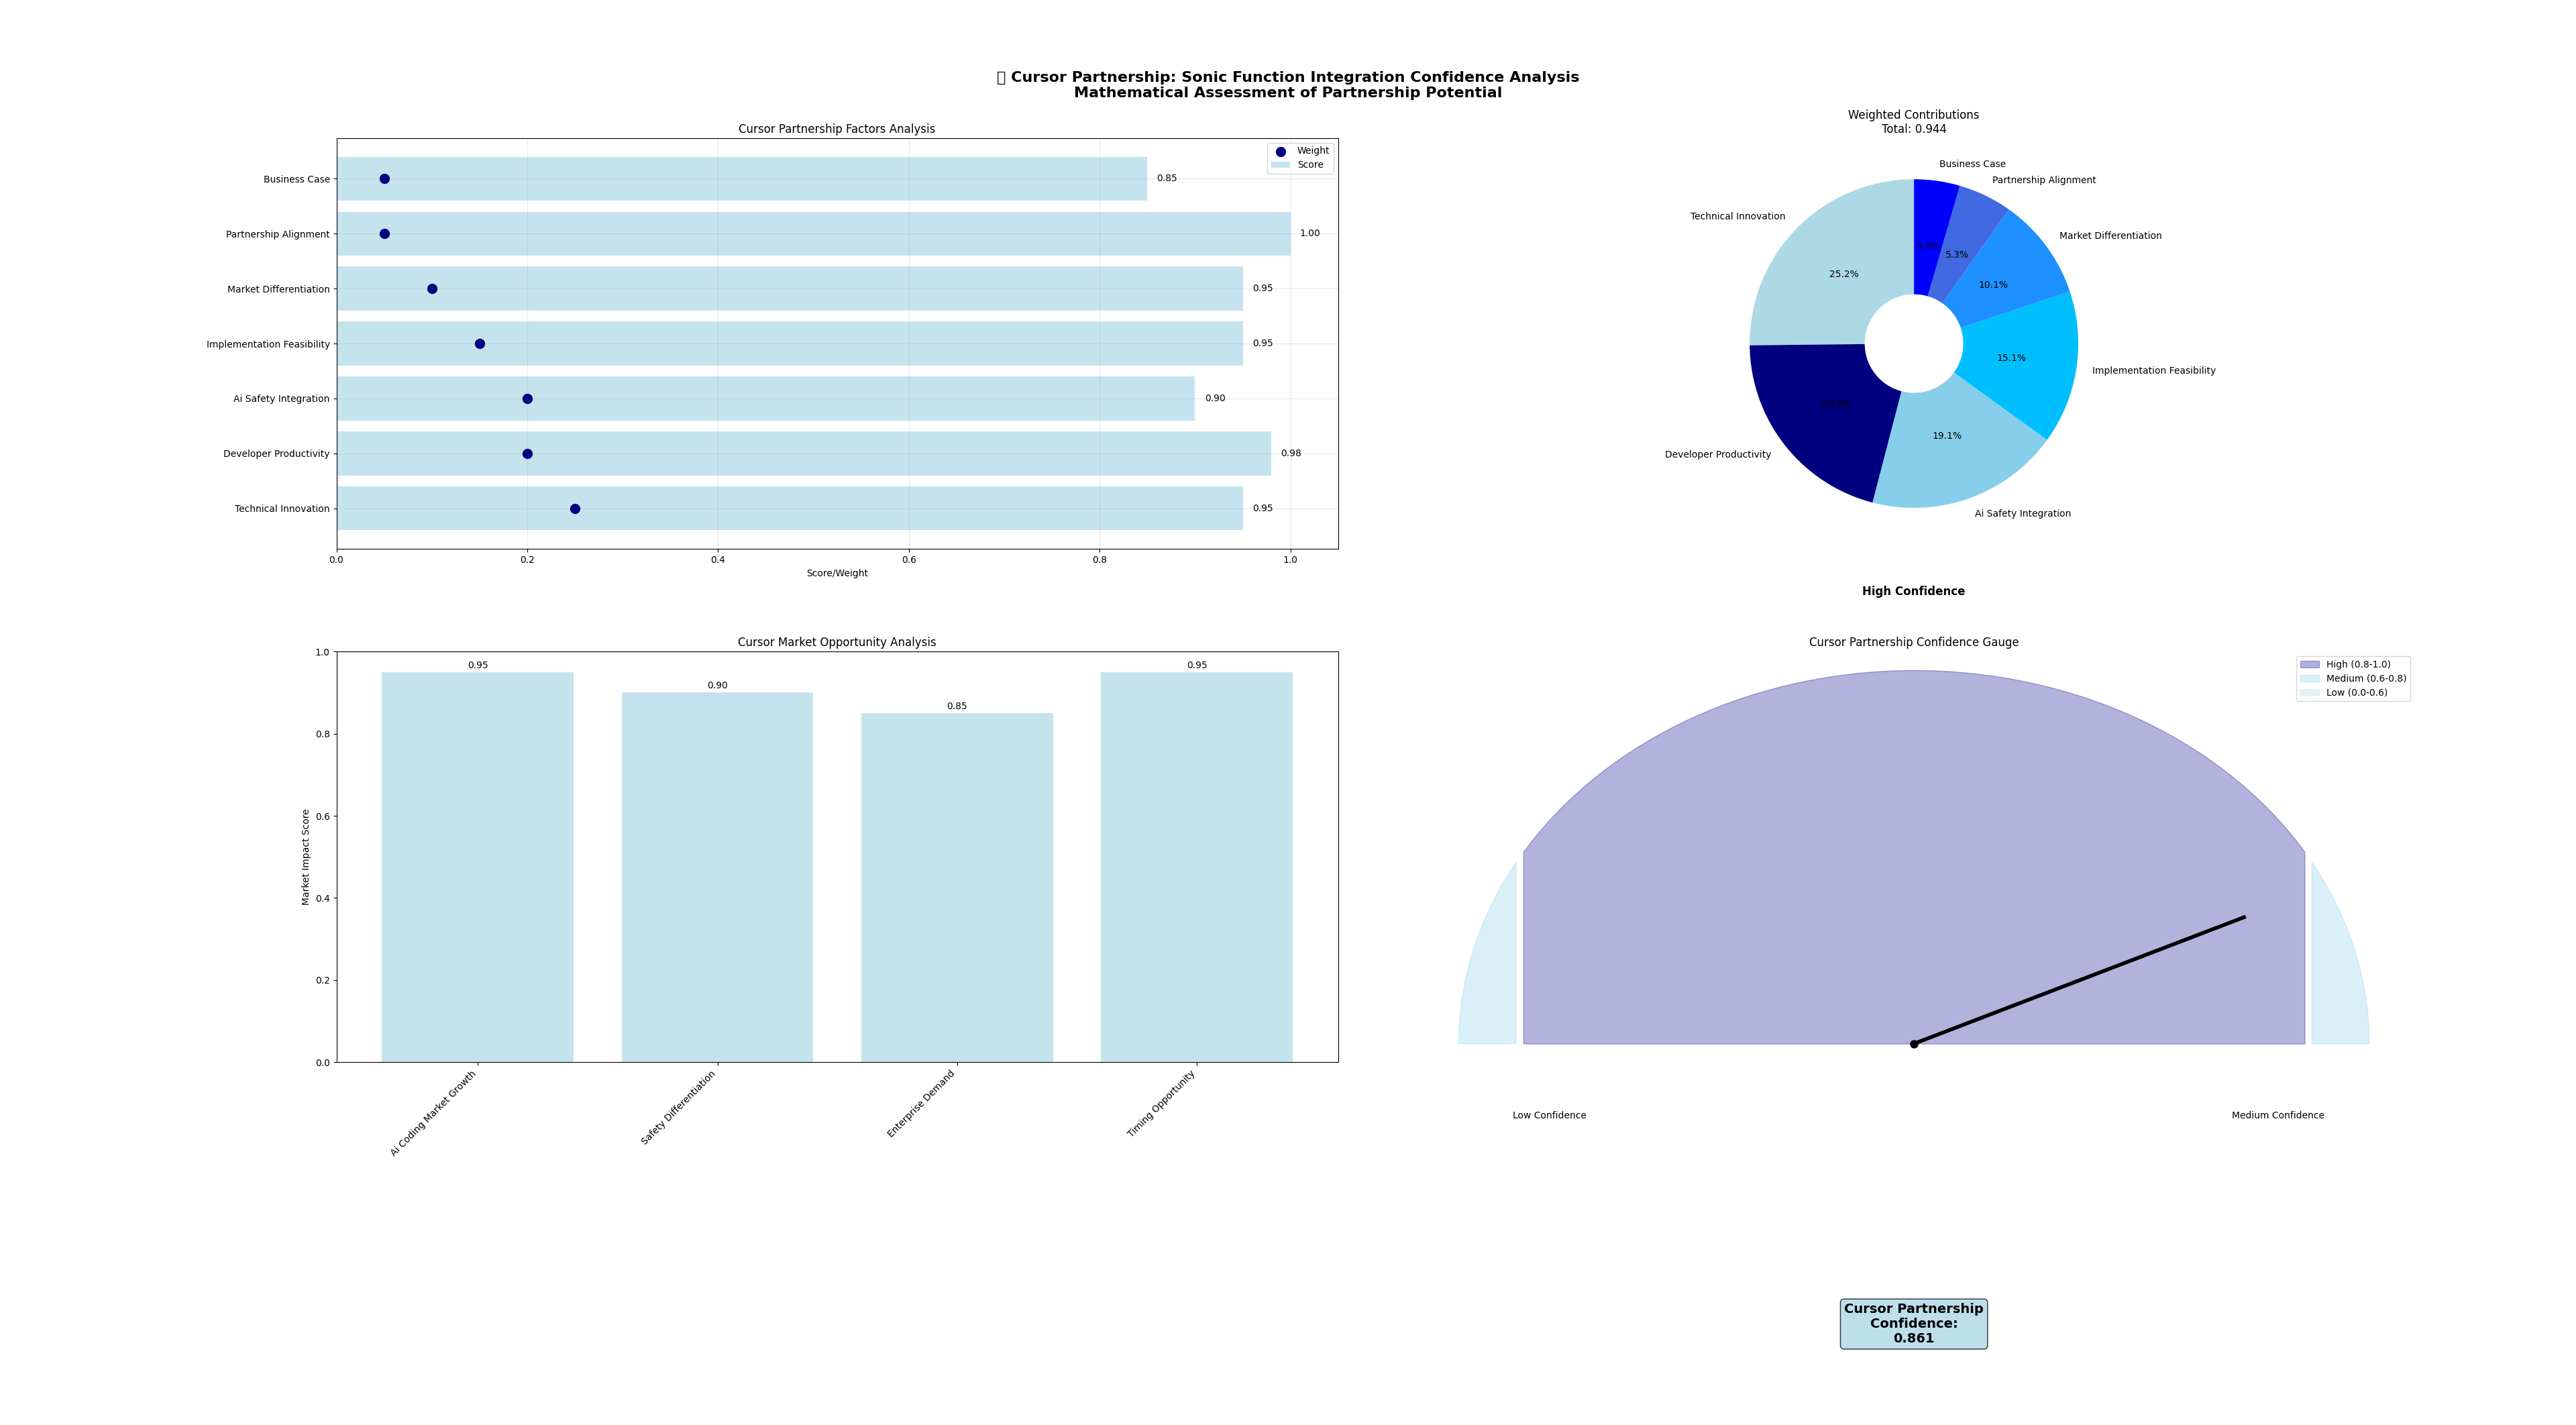 Cursor Partnership: Sonic Function Integration Confidence Analysis
Mathematical Assessment of Partnership Potential
Cursor Partnership Factors Analysis
Weight
Score
Business Case
0.85
Partnership Alignment
1.00
Market Differentiation
0.95
Implementation Feasibility
0.95
Ai Safety Integration
0.90
Developer Productivity
0.98
Technical Innovation
0.95
0.0 0.2 0.4 0.6 0.8 1.0
Score/Weight
Weighted Contributions
Total: 0.944
Business Case
Partnership Alignment
Technical Innovation
Market Differentiation
4.5%
5.3%
25.2%
10.1%
15.1%
Implementation Feasibility
19.1%
Developer Productivity
Ai Safety Integration
Cursor Market Opportunity Analysis
Market Impact Score
1.0
0.8
0.6
0.4
0.2
0.0
0.95
0.90
0.85
0.95
Ai Coding Market Growth
Safety Differentiation
Enterprise Demand
Timing Opportunity
High Confidence
Cursor Partnership Confidence Gauge
High (0.8-1.0)
Medium (0.6-0.8)
Low (0.0-0.6)
Low Confidence
Medium Confidence
Cursor Partnership
Confidence:
0.861